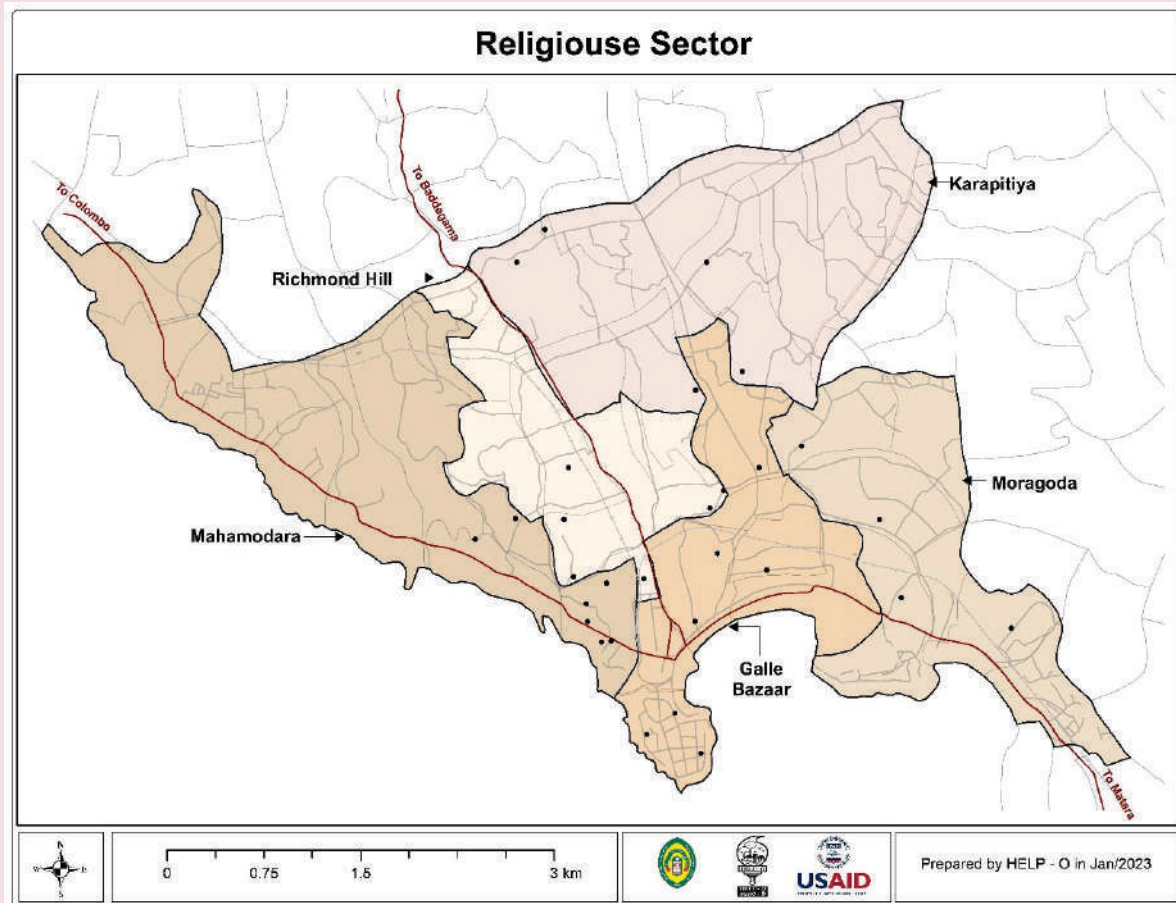 Religiouse Sector
To Colombo
To Baddegama
Karapitiya
Richmond Hill
Moragoda
Mahamodara
Galle
Bazaar
To Matara
N
W
E
S
0
0.75
1.5
3 km
USAID
Prepared by HELP - O in Jan/2023